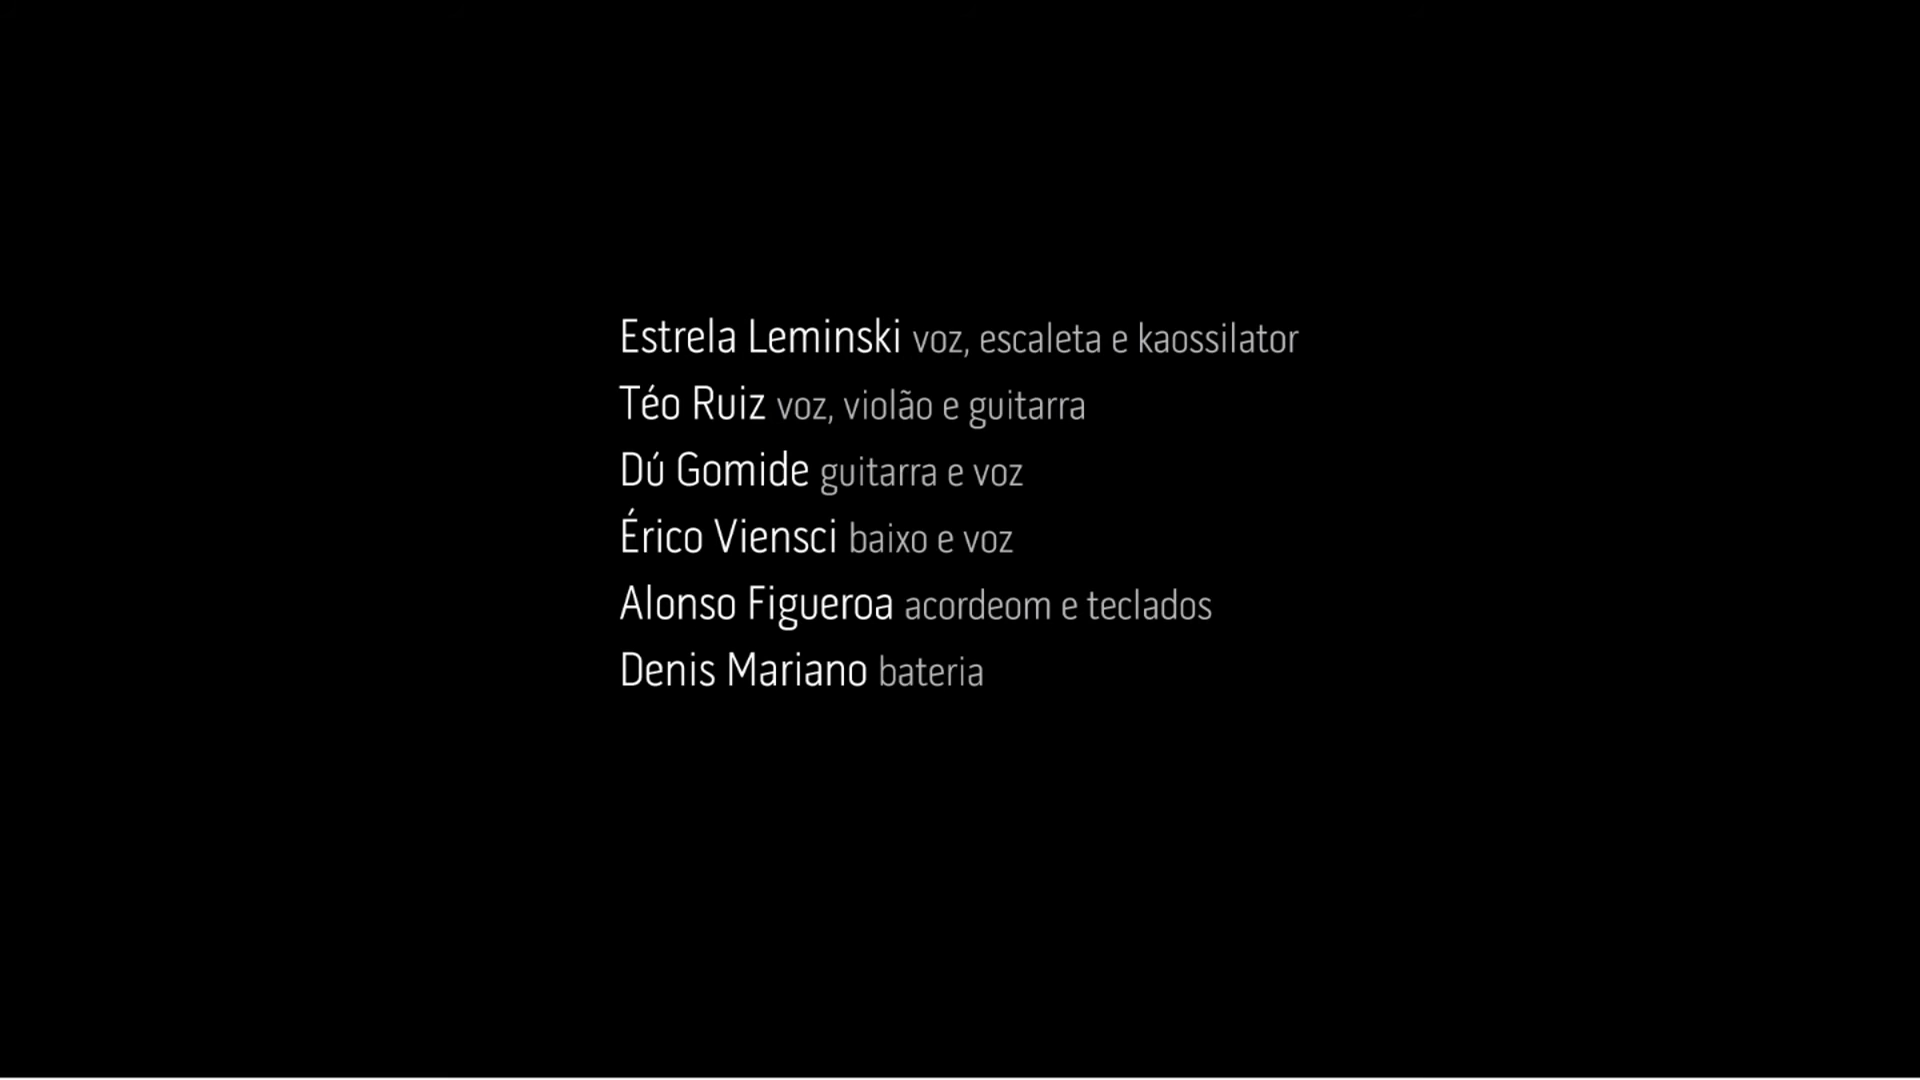 Estrela Leminski voz, escaleta e kaossilator
Téo Ruiz voz, violão e guitarra
Dú Gomide guitarra e voz
Érico Viensci baixo e voz
Alonso Figueroa acordeom e teclados
Denis Mariano bateria